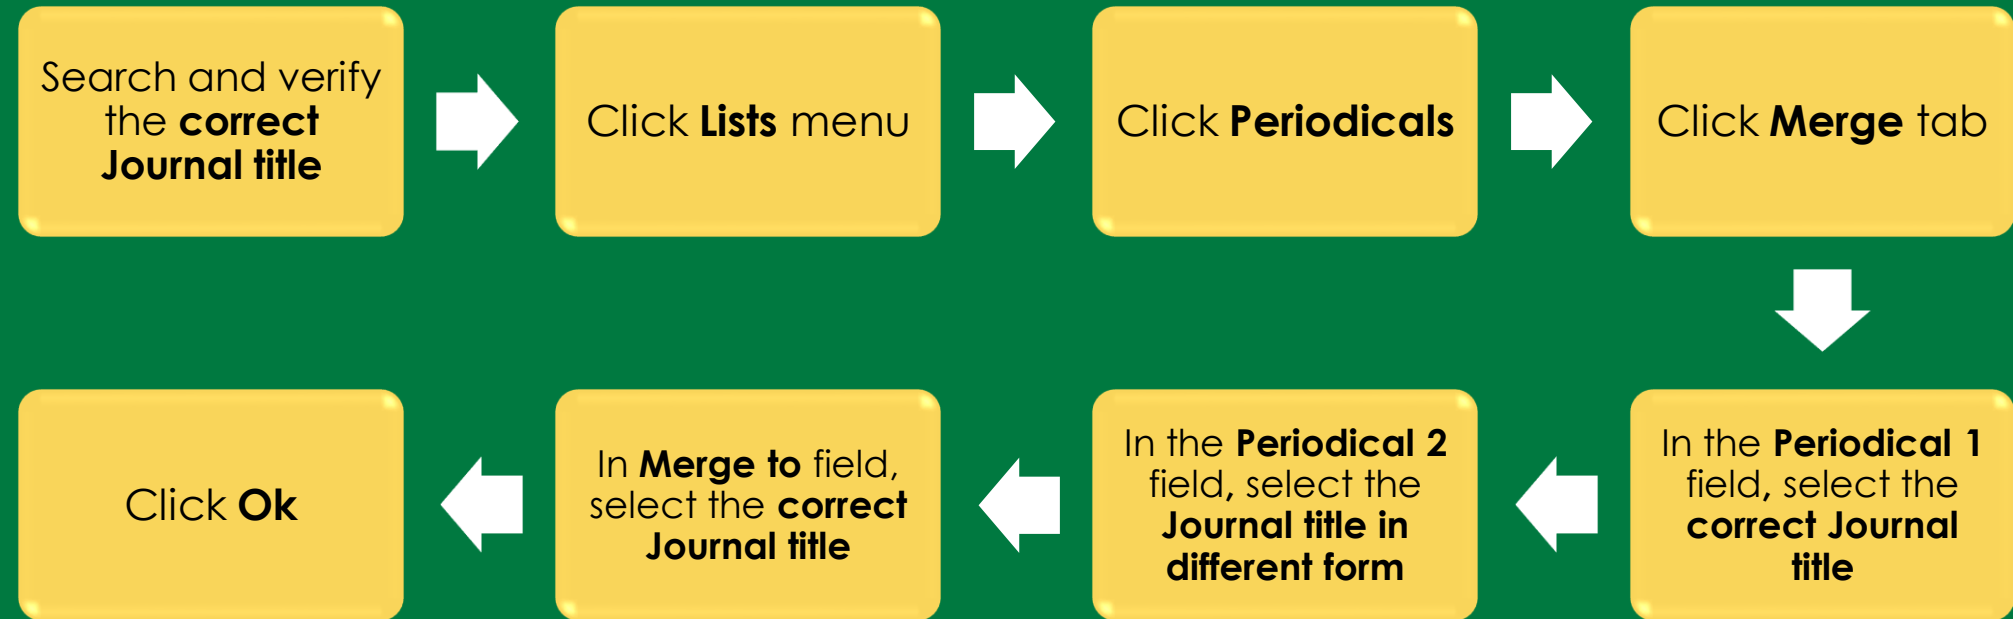 Search and verify
the correct
Journal title
Click Lists menu
Click Periodicals
Click Merge tab
In the Periodical 1
field, select the
correct Journal
title
In the Periodical 2
field, select the
Journal title in
different form
In Merge to field,
select the correct
Journal title
Click Ok